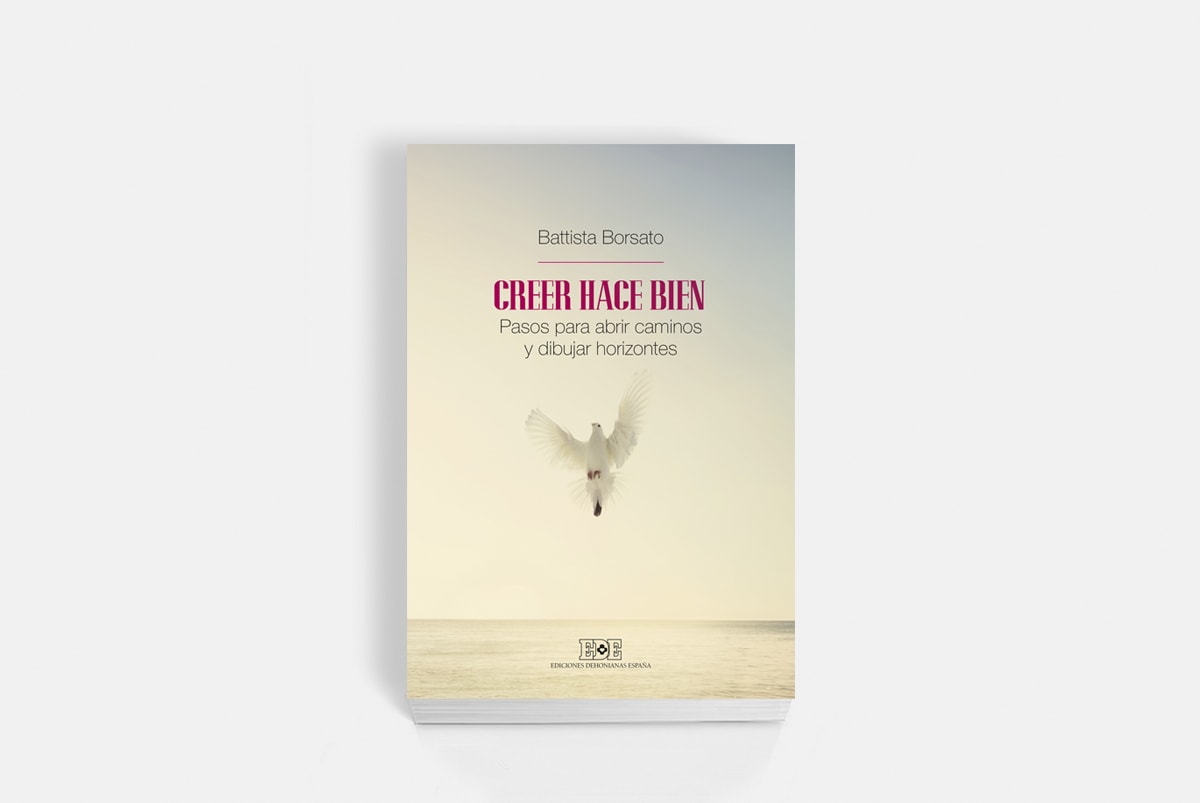 Battista Borsato
CREER HACE BIEN
Pasos para abrir caminos
y dibujar horizontes
EDE
EDICIONES DEHONIANAS ESPAÑA